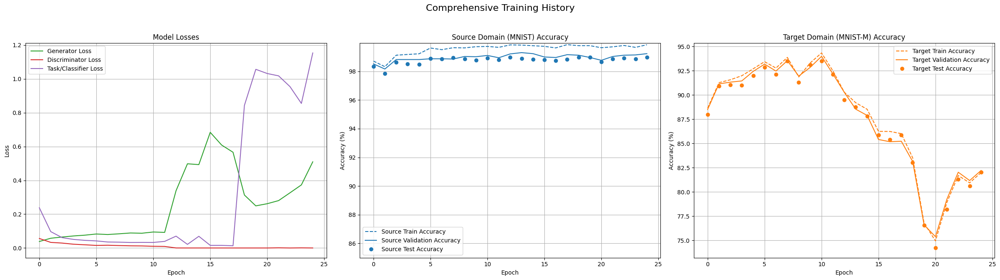 Comprehensive Training History
Model Losses
Generator Loss
Discriminator Loss
Task/Classifier Loss
1.2
1.0
0.8
0.6
0.4
0.2
0.0
Loss
0 5 10 15 20 25
Epoch
Source Domain (MNIST) Accuracy
98
96
94
92
90
88
86
Accuracy (%)
Source Train Accuracy
Source Validation Accuracy
Source Test Accuracy
0 5 10 15 20 25
Epoch
Target Domain (MNIST-M) Accuracy
Target Train Accuracy
Target Validation Accuracy
Target Test Accuracy
95.0
92.5
90.0
87.5
85.0
82.5
80.0
77.5
75.0
Accuracy (%)
0 5 10 15 20 25
Epoch